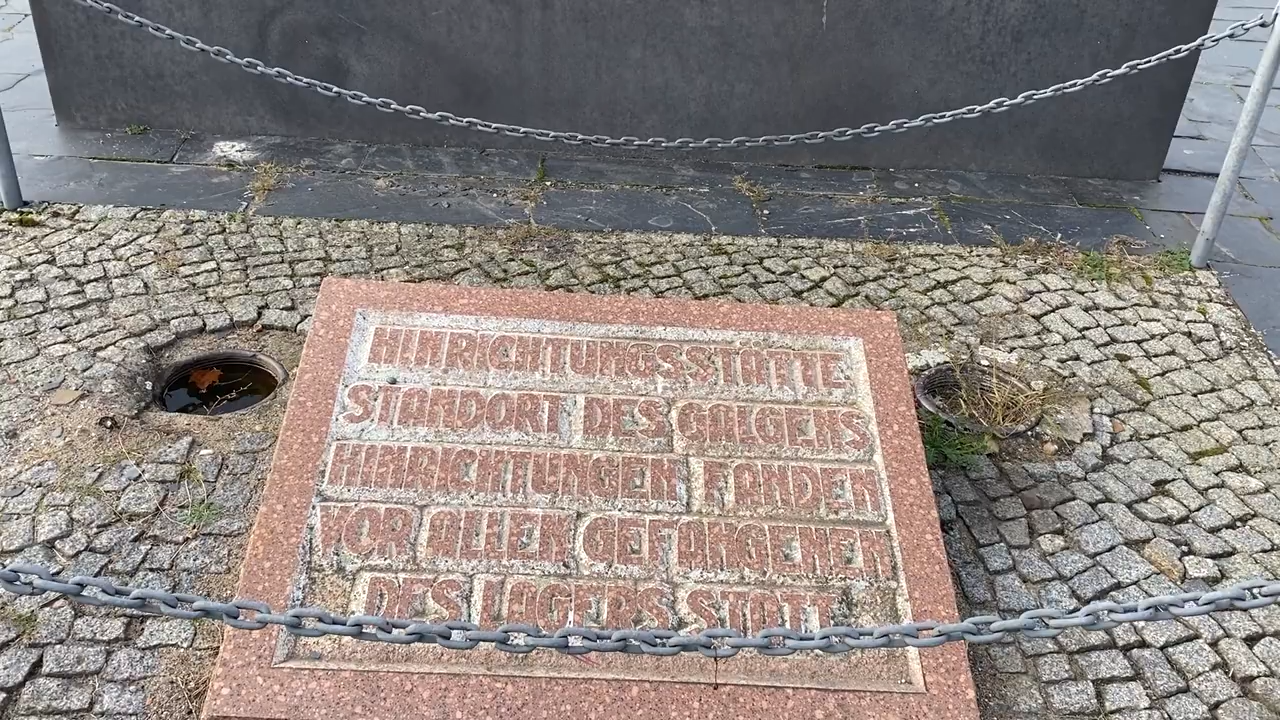 HINRICHTUNGSSTÄTTE
STANDORT DES GALGENS
HINRICHTUNGEN FANDEN
VOR ALLEN GEFANGENEN
DES LAGERS STATT